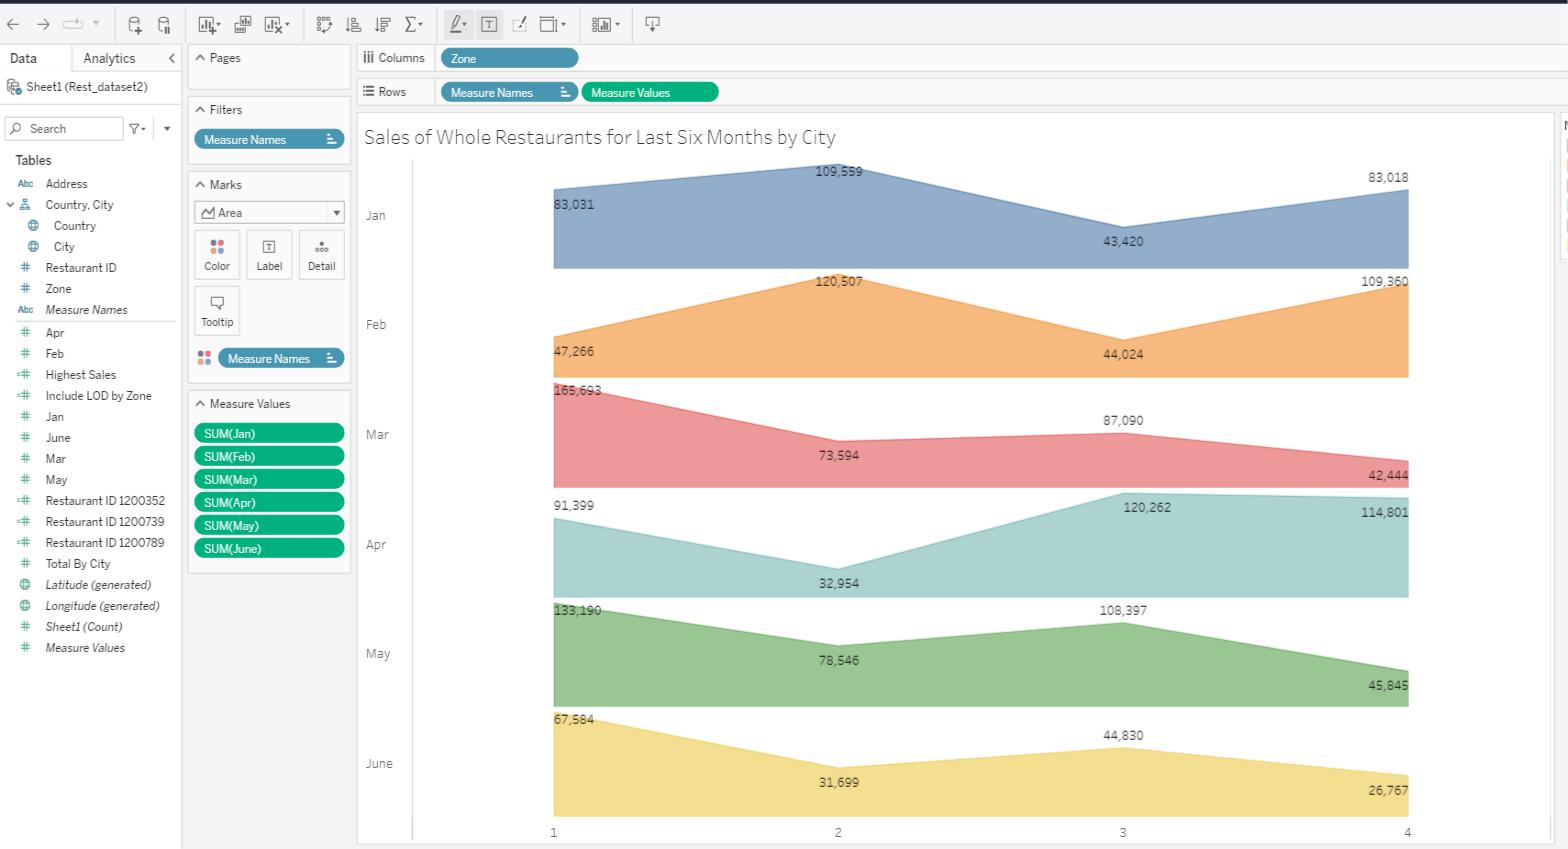 Data
Analytics
Sheet1 (Rest_dataset2)
Search
Tables
Abc Address
Country, City
Country
City
# Restaurant ID
# Zone
Abc Measure Names
# Apr
# Feb
=# Highest Sales
=# Include LOD by Zone
# Jan
# June
# Mar
# May
=# Restaurant ID 1200352
=# Restaurant ID 1200739
=# Restaurant ID 1200789
# Total By City
Latitude (generated)
Longitude (generated)
# Sheet1 (Count)
# Measure Values
Pages
Filters
Measure Names
Marks
Area
Color
Label
Detail
Tooltip
Measure Names
Measure Values
SUM(Jan)
SUM(Feb)
SUM(Mar)
SUM(Apr)
SUM(May)
SUM(June)
Columns
Zone
Rows
Measure Names
Measure Values
Sales of Whole Restaurants for Last Six Months by City
Jan
83,031
109,559
43,420
83,018
Feb
47,266
120,507
44,024
109,360
Mar
165,693
73,594
87,090
42,444
Apr
91,399
32,954
120,262
114,801
May
133,190
78,546
108,397
45,845
June
67,584
31,699
44,830
26,767
1 2 3 4